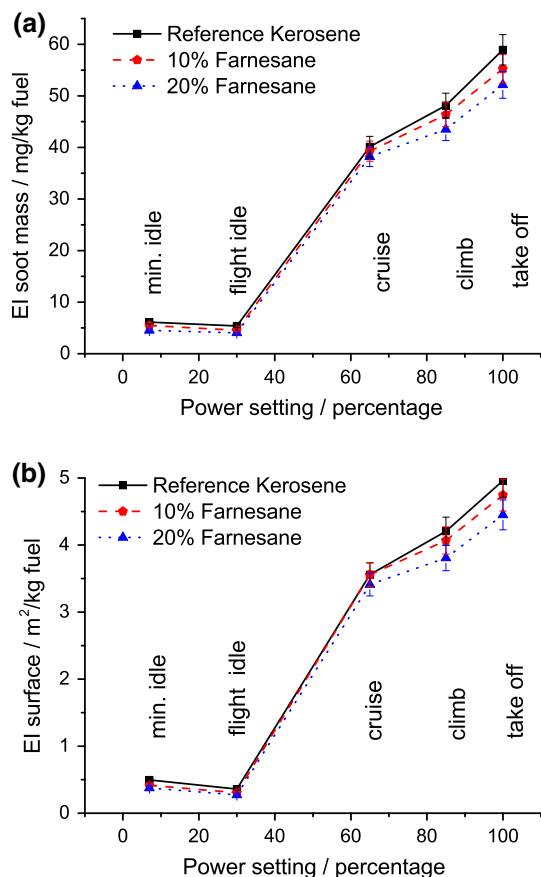 (a)
Reference Kerosene
10% Farnesane
20% Farnesane
EI soot mass / mg/kg fuel
60
50
40
30
20
10
0
min. idle
flight idle
cruise
climb
take off
0 20 40 60 80 100
Power setting / percentage
(b)
Reference Kerosene
10% Farnesane
20% Farnesane
EI surface / m²/kg fuel
5
4
3
2
1
0
min. idle
flight idle
cruise
climb
take off
0 20 40 60 80 100
Power setting / percentage